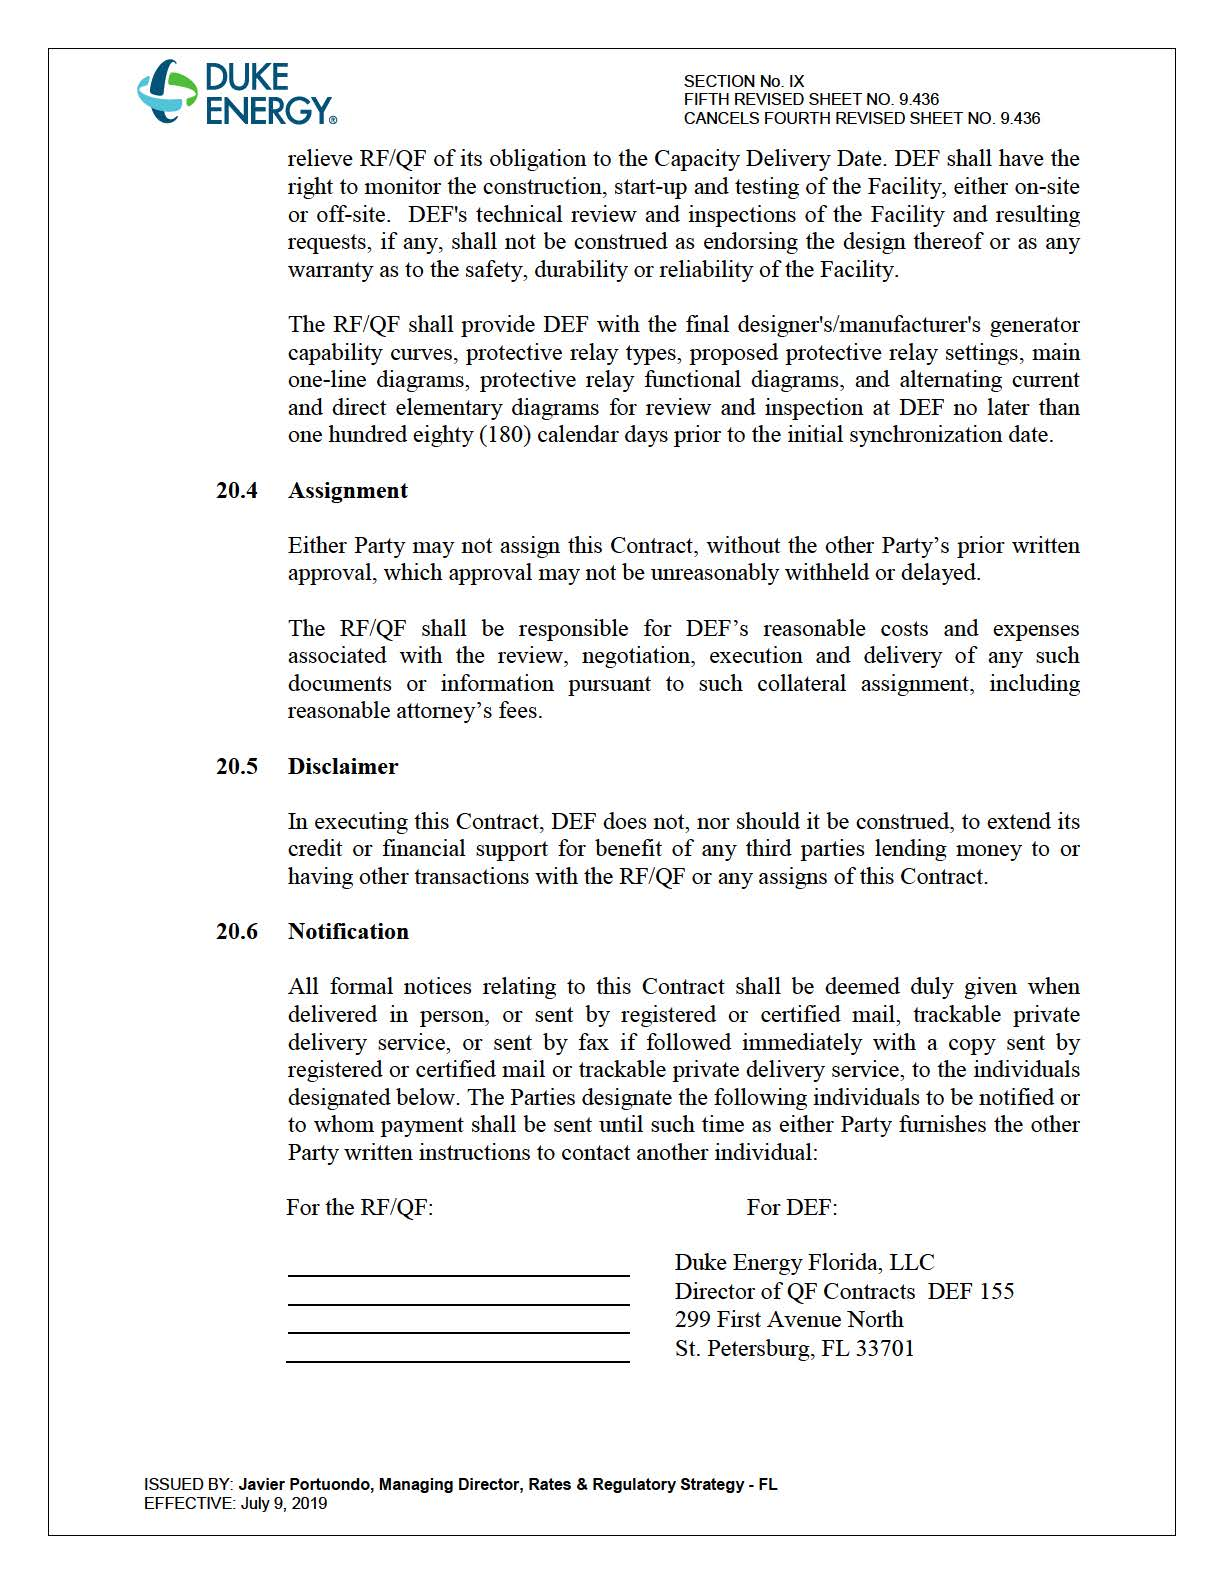 DUKE
ENERGY®
SECTION No. IX
FIFTH REVISED SHEET NO. 9.436
CANCELS FOURTH REVISED SHEET NO. 9.436
relieve RF/QF of its obligation to the Capacity Delivery Date. DEF shall have the
right to monitor the construction, start-up and testing of the Facility, either on-site
or off-site.  DEF's technical review and inspections of the Facility and resulting
requests, if any, shall not be construed as endorsing the design thereof or as any
warranty as to the safety, durability or reliability of the Facility.
The RF/QF shall provide DEF with the final designer's/manufacturer's generator
capability curves, protective relay types, proposed protective relay settings, main
one-line diagrams, protective relay functional diagrams, and alternating current
and direct elementary diagrams for review and inspection at DEF no later than
one hundred eighty (180) calendar days prior to the initial synchronization date.
20.4 Assignment
Either Party may not assign this Contract, without the other Party’s prior written
approval, which approval may not be unreasonably withheld or delayed.
The RF/QF shall be responsible for DEF’s reasonable costs and expenses
associated with the review, negotiation, execution and delivery of any such
documents or information pursuant to such collateral assignment, including
reasonable attorney’s fees.
20.5 Disclaimer
In executing this Contract, DEF does not, nor should it be construed, to extend its
credit or financial support for benefit of any third parties lending money to or
having other transactions with the RF/QF or any assigns of this Contract.
20.6 Notification
All formal notices relating to this Contract shall be deemed duly given when
delivered in person, or sent by registered or certified mail, trackable private
delivery service, or sent by fax if followed immediately with a copy sent by
registered or certified mail or trackable private delivery service, to the individuals
designated below. The Parties designate the following individuals to be notified or
to whom payment shall be sent until such time as either Party furnishes the other
Party written instructions to contact another individual:
For the RF/QF: For DEF:
Duke Energy Florida, LLC
Director of QF Contracts  DEF 155
299 First Avenue North
St. Petersburg, FL 33701
ISSUED BY: Javier Portuondo, Managing Director, Rates & Regulatory Strategy - FL
EFFECTIVE: July 9, 2019